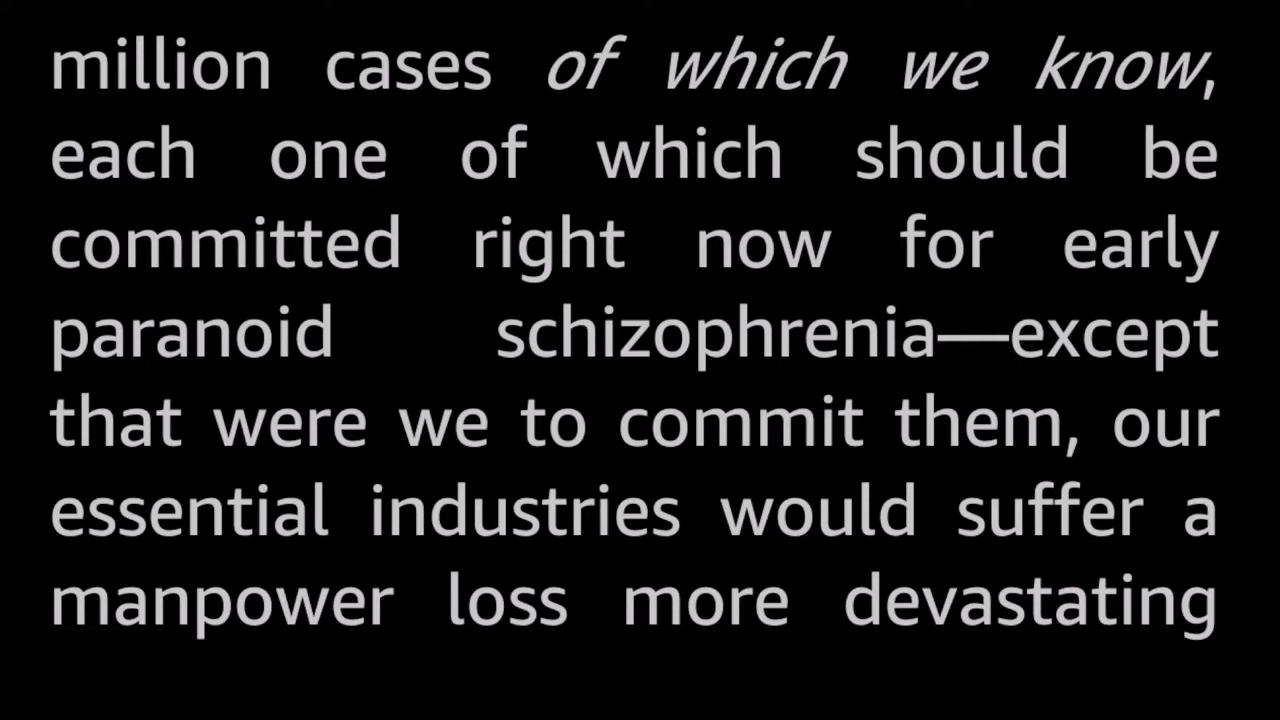 million cases of which we know,
each one of which should be
committed right now for early
paranoid schizophrenia—except
that were we to commit them, our
essential industries would suffer a
manpower loss more devastating